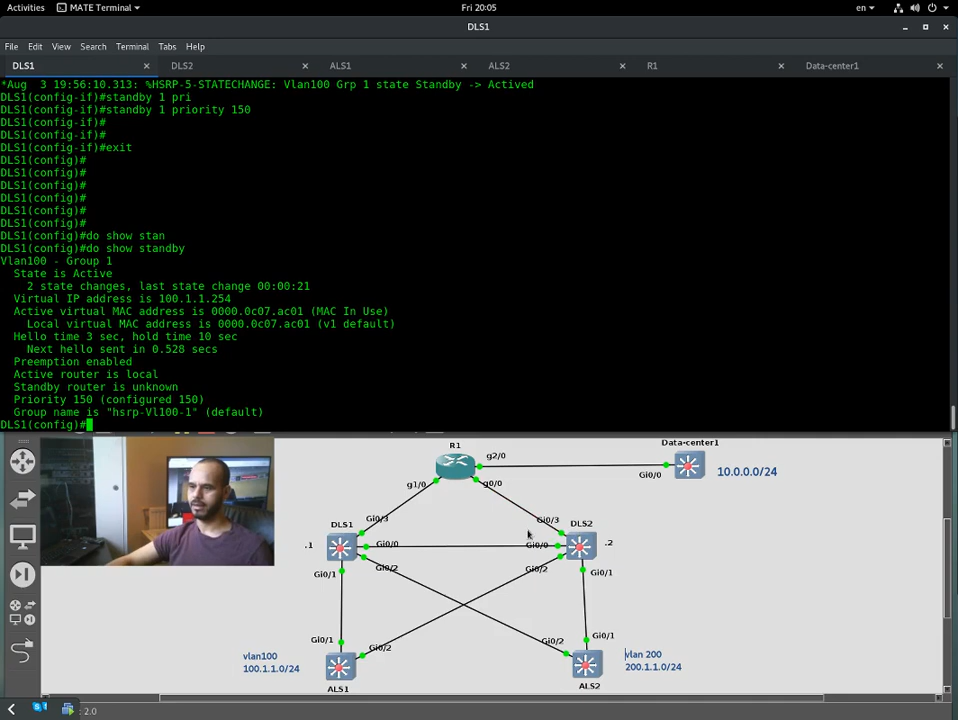 Activities
MATE Terminal
Fri 20:05
en
DLS1
File Edit View Search Terminal Tabs Help
DLS1 × DLS2 × ALS1 × ALS2 × R1 × Data-center1 ×
*Aug  3 19:56:10.313: %HSRP-5-STATECHANGE: Vlan100 Grp 1 state Standby -> Actived
DLS1(config-if)#standby 1 pri
DLS1(config-if)#standby 1 priority 150
DLS1(config-if)#
DLS1(config-if)#
DLS1(config-if)#exit
DLS1(config)#
DLS1(config)#
DLS1(config)#
DLS1(config)#
DLS1(config)#
DLS1(config)#
DLS1(config)#do show stan
DLS1(config)#do show standby
Vlan100 - Group 1
State is Active
2 state changes, last state change 00:00:21
Virtual IP address is 100.1.1.254
Active virtual MAC address is 0000.0c07.ac01 (MAC In Use)
Local virtual MAC address is 0000.0c07.ac01 (v1 default)
Hello time 3 sec, hold time 10 sec
Next hello sent in 0.528 secs
Preemption enabled
Active router is local
Standby router is unknown
Priority 150 (configured 150)
Group name is "hsrp-Vl100-1" (default)
DLS1(config)#
R1
Data-center1
g2/0
Gi0/0
10.0.0.0/24
g1/0
g0/0
DLS1
Gi0/3
Gi0/3
DLS2
.1
Gi0/0
Gi0/0
.2
Gi0/2
Gi0/2
Gi0/1
Gi0/1
Gi0/1
Gi0/2
Gi0/2
Gi0/1
vlan100
100.1.1.0/24
vlan 200
200.1.1.0/24
ALS1
ALS2
: 2.0